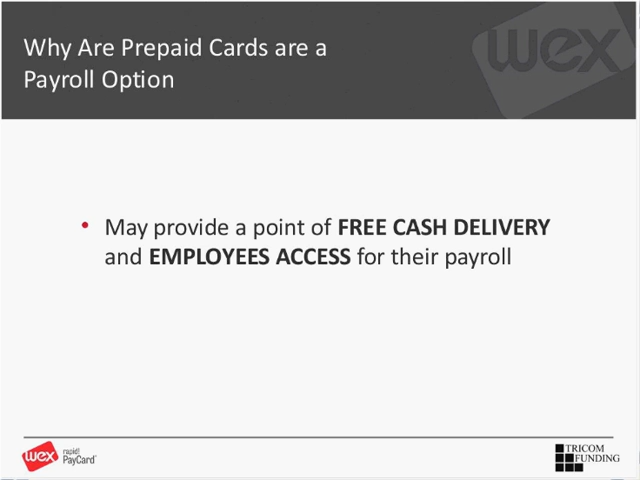 Why Are Prepaid Cards are a
Payroll Option
wex
• May provide a point of FREE CASH DELIVERY
and EMPLOYEES ACCESS for their payroll
wex rapid! PayCard
TRICOM
FUNDING